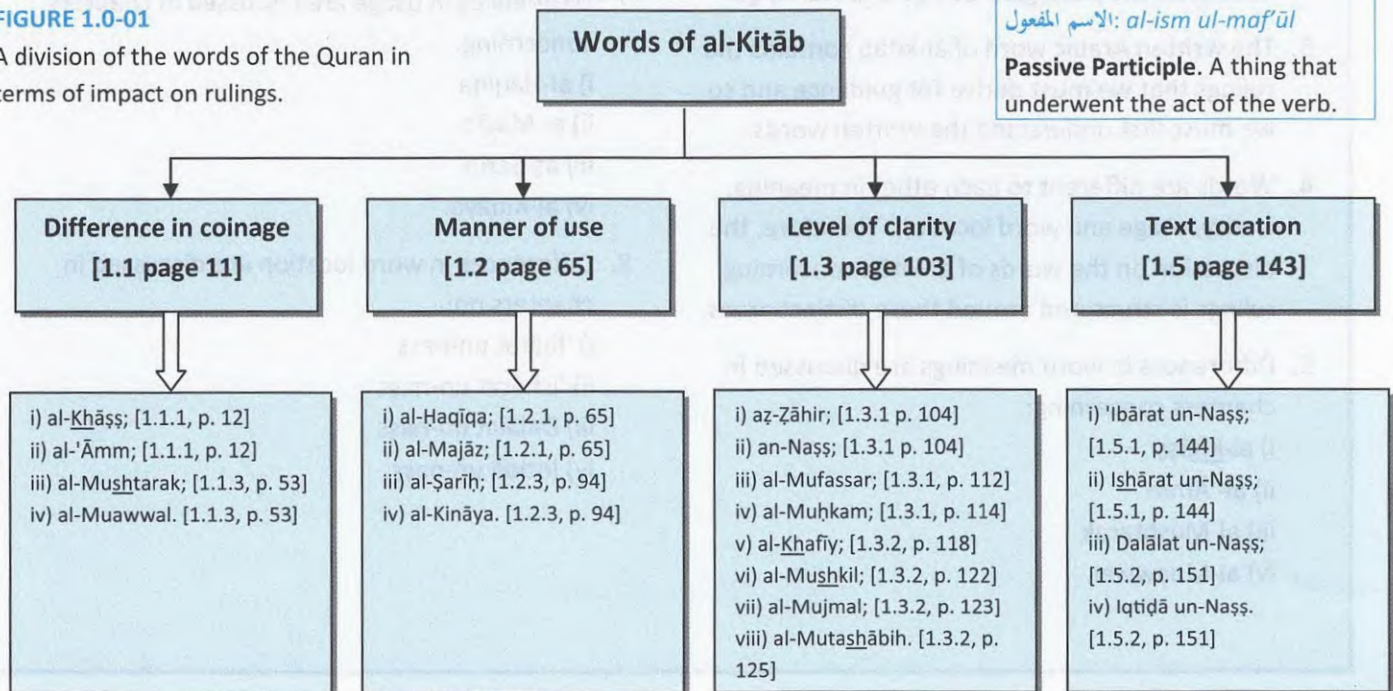 FIGURE 1.0-01
A division of the words of the Quran in
terms of impact on rulings.
Words of al-Kitāb
الاسم المفعول: al-ism ul-maf'ūl
Passive Participle. A thing that
underwent the act of the verb.
Difference in coinage
[1.1 page 12]
Manner of use
[1.2 page 65]
Level of clarity
[1.3 page 103]
Text Location
[1.5 page 143]
i) al-Khāṣṣ; [1.1.1, p. 12]
ii) al-'Āmm; [1.1.1, p. 12]
iii) al-Mushtarak; [1.1.3, p. 53]
iv) al-Muawwal. [1.1.3, p. 53]
i) al-Ḥaqīqa; [1.2.1, p. 65]
ii) al-Majāz; [1.2.1, p. 65]
iii) al-Ṣarīḥ; [1.2.3, p. 94]
iv) al-Kināya. [1.2.3, p. 94]
i) aẓ-Ẓāhir; [1.3.1 p. 104]
ii) an-Naṣṣ; [1.3.1 p. 104]
iii) al-Mufassar; [1.3.1, p. 112]
iv) al-Muḥkam; [1.3.1, p. 114]
v) al-Khafīy; [1.3.2, p. 118]
vi) al-Mushkil; [1.3.2, p. 122]
vii) al-Mujmal; [1.3.2, p. 123]
viii) al-Mutashābih. [1.3.2, p.
125]
i) 'Ibārat un-Naṣṣ;
[1.5.1, p. 144]
ii) Ishārat un-Naṣṣ;
[1.5.1, p. 144]
iii) Dalālat un-Naṣṣ;
[1.5.2, p. 151]
iv) Iqtiḍā un-Naṣṣ.
[1.5.2, p. 151]